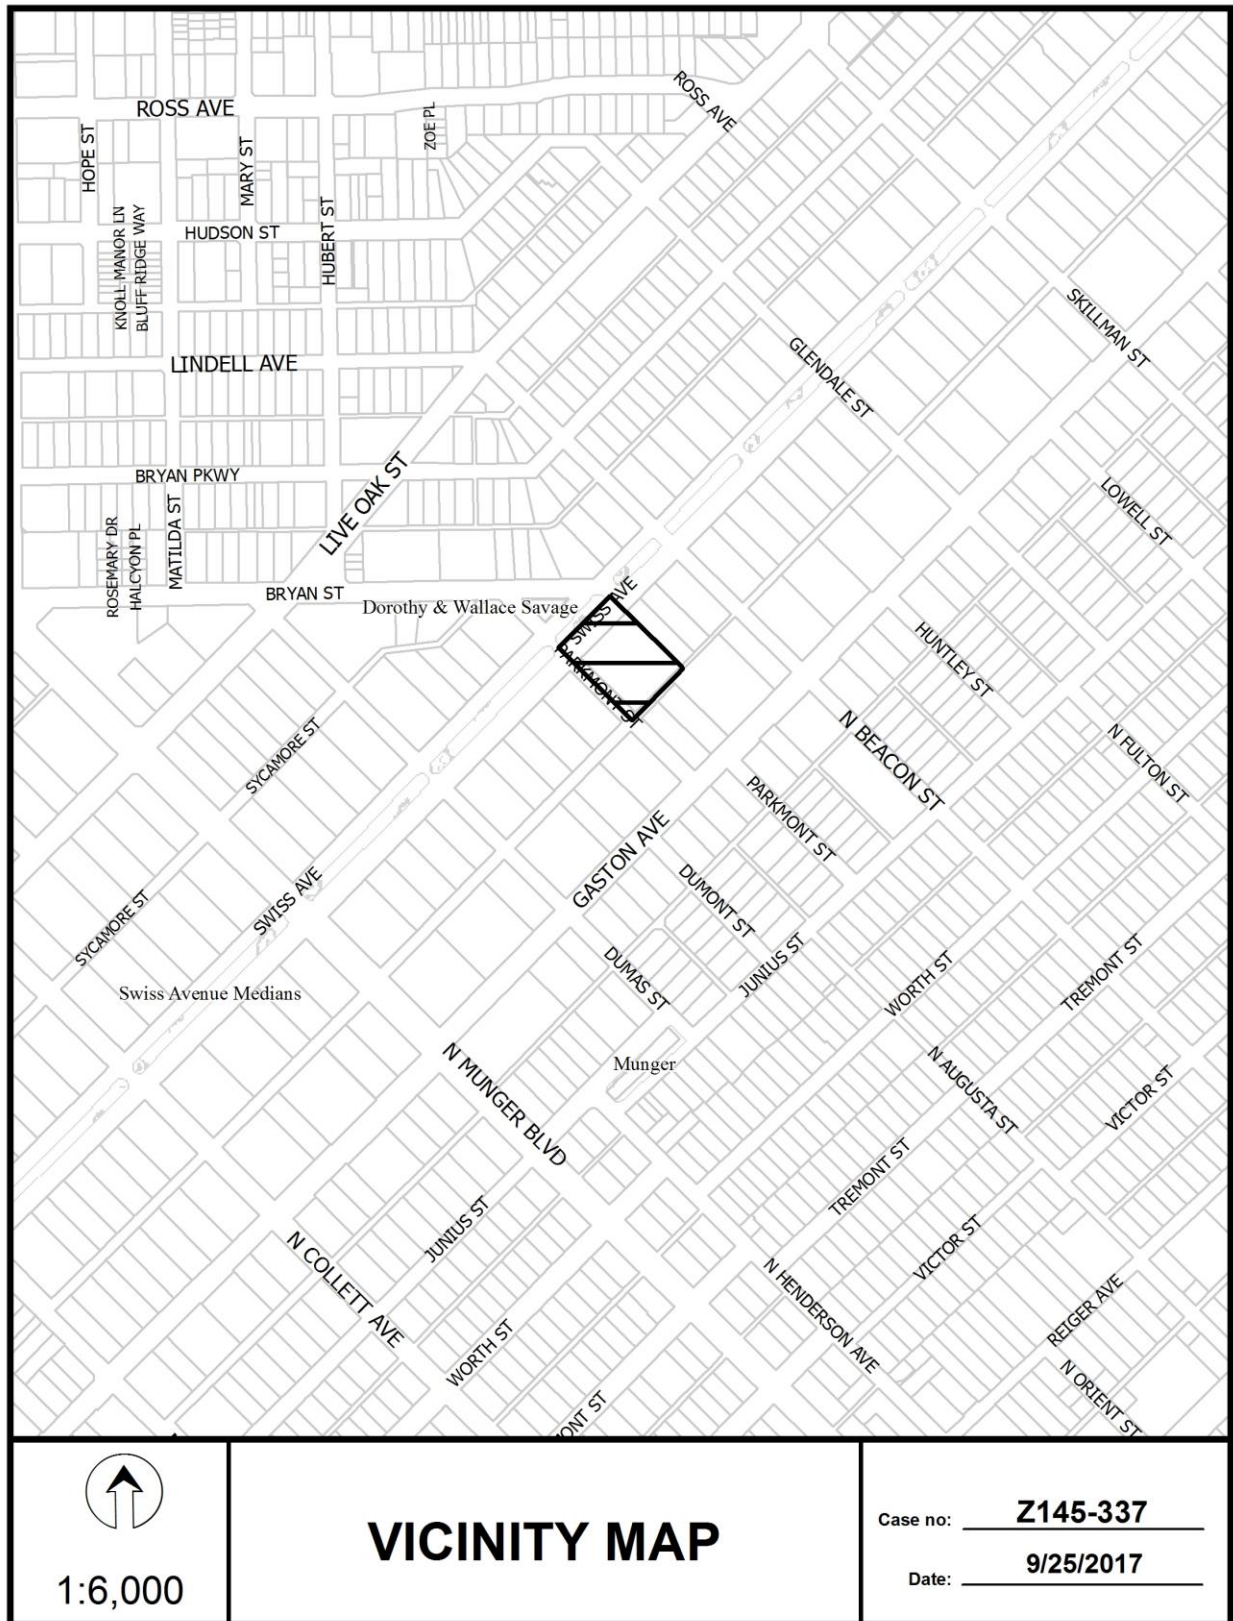 ROSS AVE
ROSS AVE
HOPE ST
MARY ST
ZOE PL
KNOLL MANOR LN
BLUFF RIDGE WAY
HUDSON ST
HUBERT ST
LINDELL AVE
SKILLMAN ST
GLENDALE ST
BRYAN PKWY
LIVE OAK ST
LOWELL ST
ROSEMARY DR
HALCYON PL
MATILDA ST
BRYAN ST
Dorothy & Wallace Savage
SWISS AVE
PARKMONT ST
HUNTLEY ST
N BEACON ST
N FULTON ST
SYCAMORE ST
PARKMONT ST
GASTON AVE
DUMONT ST
SWISS AVE
SYCAMORE ST
DUMAS ST
JUNIUS ST
WORTH ST
TREMONT ST
Swiss Avenue Medians
Munger
N MUNGER BLVD
N AUGUSTA ST
VICTOR ST
TREMONT ST
JUNIUS ST
VICTOR ST
N COLLETT AVE
N HENDERSON AVE
REIGER AVE
WORTH ST
N ORIENT ST
ONT ST
1:6,000
VICINITY MAP
Case no: Z145-337
Date: 9/25/2017